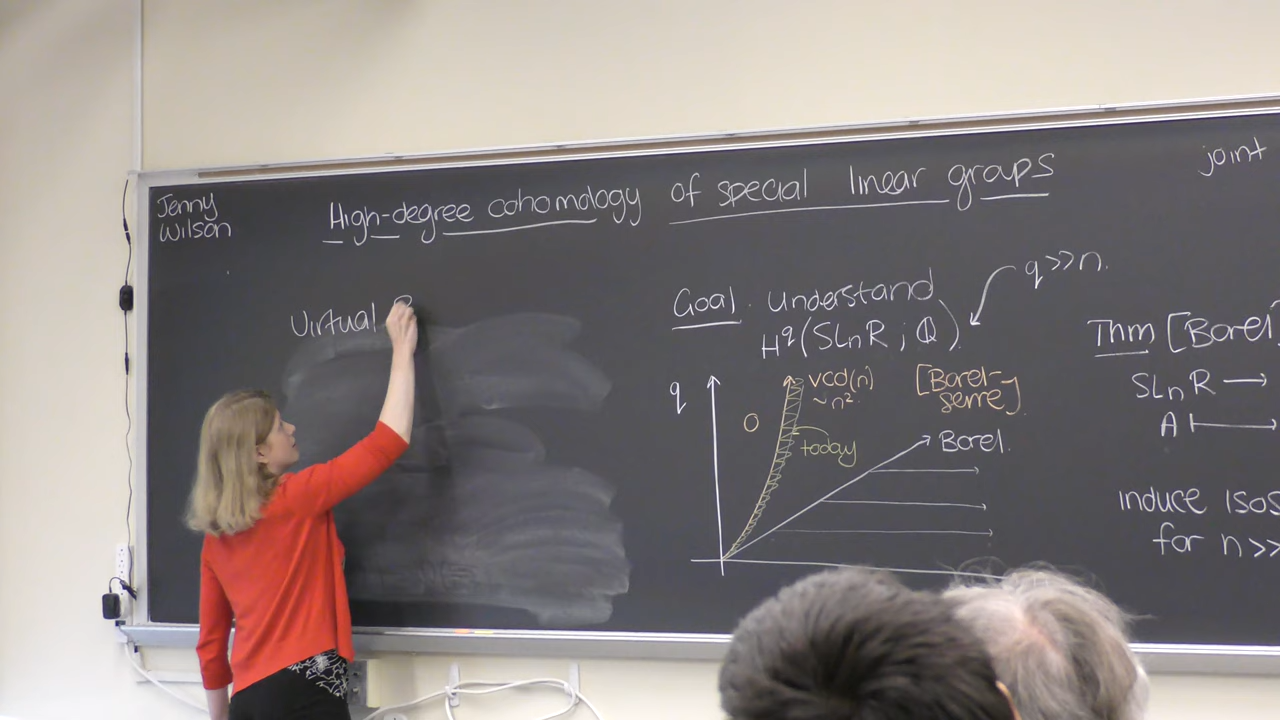 Jenny
Wilson
High-degree cohomology of special linear groups
joint
Virtual
Goal. Understand
H^q(SL_n R ; Q).
q >> n.
q
0
vcd(n)
~n^2.
[Borel-
Serre].
today
Borel.
Thm [Borel]
SL_n R →
A ↦
induce isos
for n >>